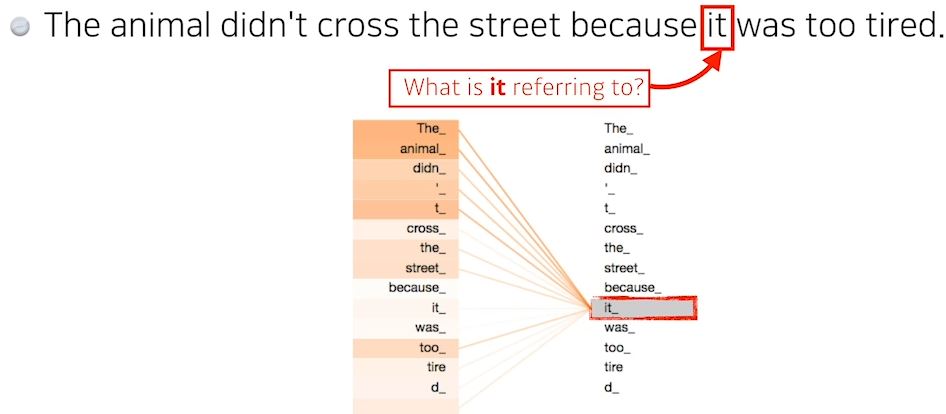 The animal didn't cross the street because it was too tired.
What is it referring to?
The_ The_
animal_ animal_
didn_ didn_
'_ '_
t_ t_
cross_ cross_
the_ the_
street_ street_
because_ because_
it_ it_
was_ was_
too_ too_
tire tire
d_ d_